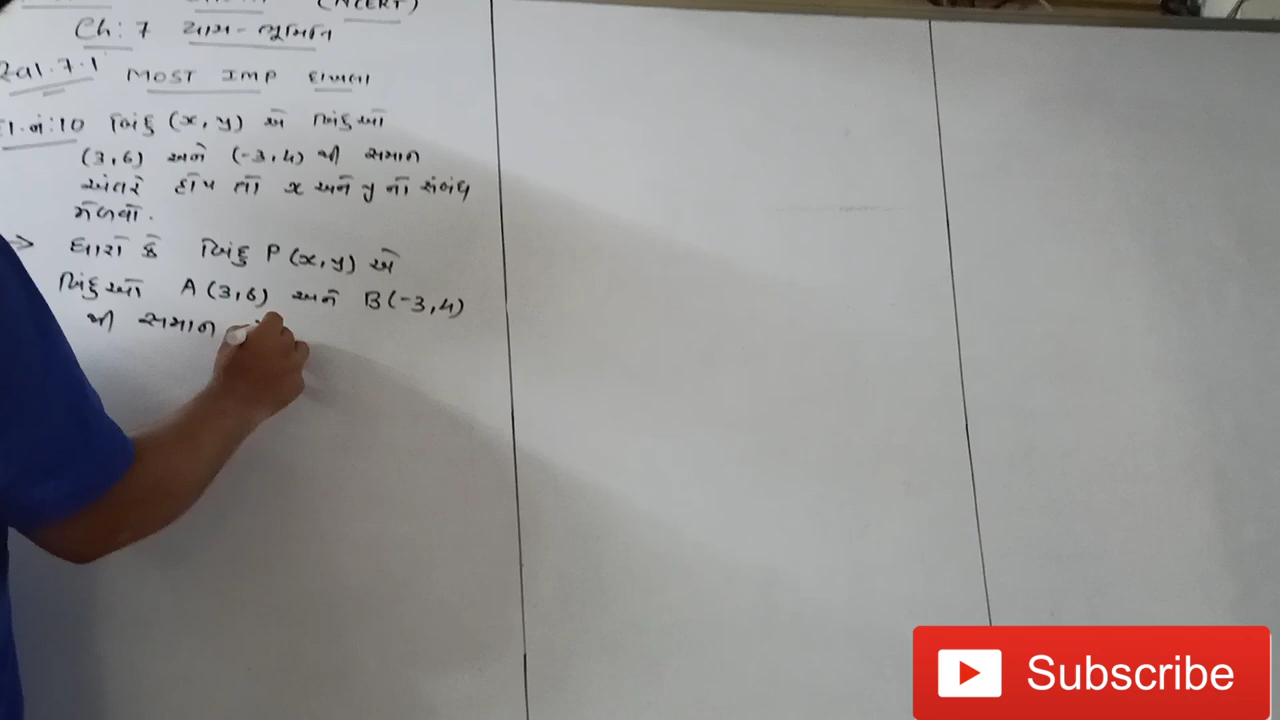 (NCERT)
Ch: 7 યામ - ભૂમિતિ
સ્વા. 7.1 MOST IMP દાખલા
દા. નં: 10 બિંદુ (x, y) એ બિંદુઓ
(3, 6) અને (-3, 4) થી સમાન
અંતરે હોય તો x અને y નો સંબંધ
મેળવો.
⇒ ધારો કે બિંદુ P (x, y) એ
બિંદુઓ A (3, 6) અને B (-3, 4)
થી સમાન
Subscribe